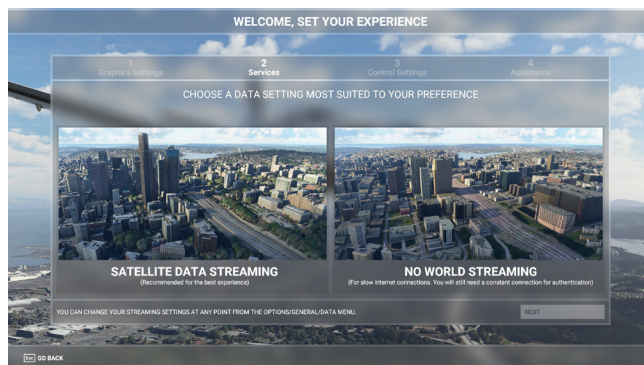 WELCOME, SET YOUR EXPERIENCE
1
Graphics Settings
2
Services
3
Control Settings
4
Assistance
CHOOSE A DATA SETTING MOST SUITED TO YOUR PREFERENCE
SATELLITE DATA STREAMING
(Recommended for the best experience)
NO WORLD STREAMING
(For slow internet connections. You will still need a constant connection for authentication)
YOU CAN CHANGE YOUR STREAMING SETTINGS AT ANY POINT FROM THE OPTIONS/GENERAL/DATA MENU.
NEXT
Esc GO BACK